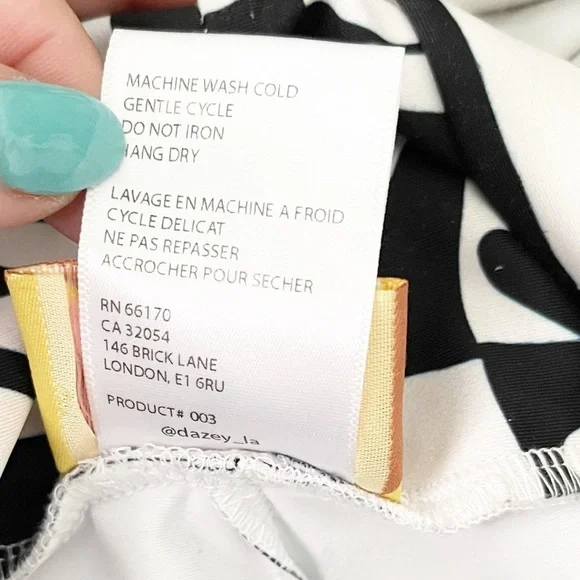 MACHINE WASH COLD
GENTLE CYCLE
DO NOT IRON
HANG DRY
LAVAGE EN MACHINE A FROID
CYCLE DELICAT
NE PAS REPASSER
ACCROCHER POUR SECHER
RN 66170
CA 32054
146 BRICK LANE
LONDON, E1 6RU
PRODUCT# 003
@dazey_la